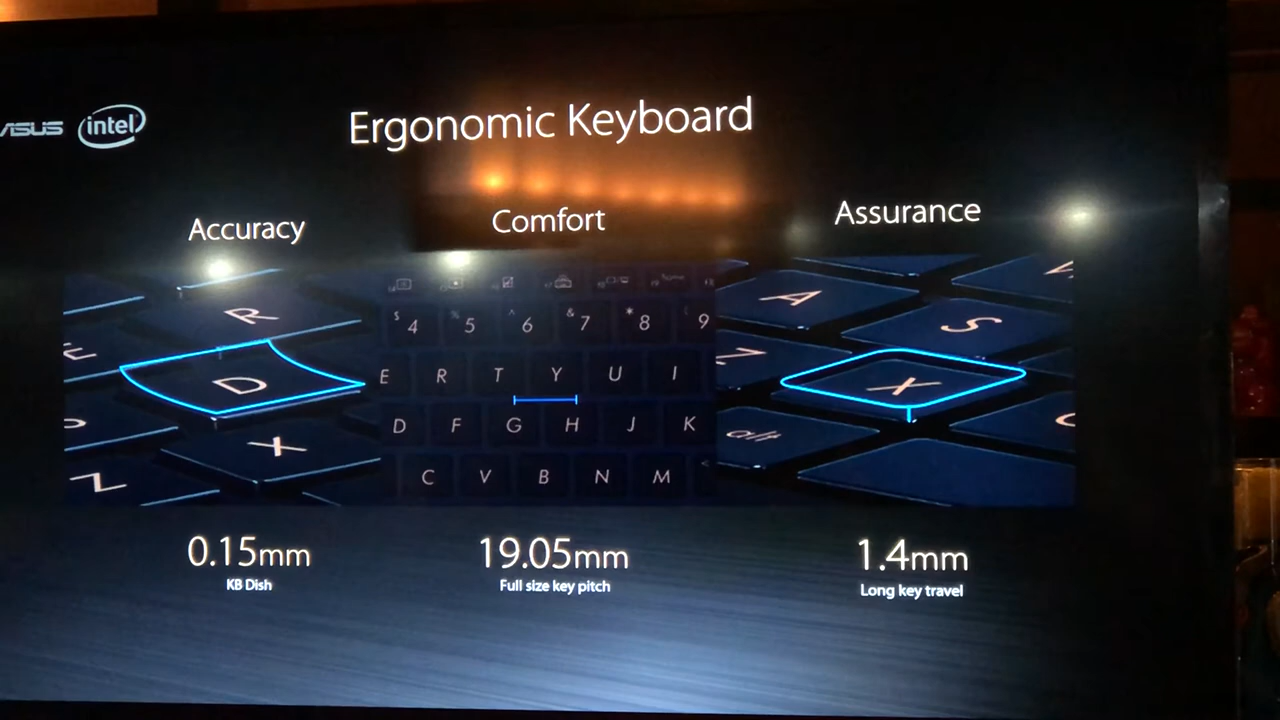 ASUS
intel
Ergonomic Keyboard
Accuracy
Comfort
Assurance
R
E
D
X
Z
$ 4 % 5 ^ 6 & 7 * 8 9
E R T Y U I
D F G H J K
C V B N M <
A
S
Z
X
alt
0.15mm
KB Dish
19.05mm
Full size key pitch
1.4mm
Long key travel